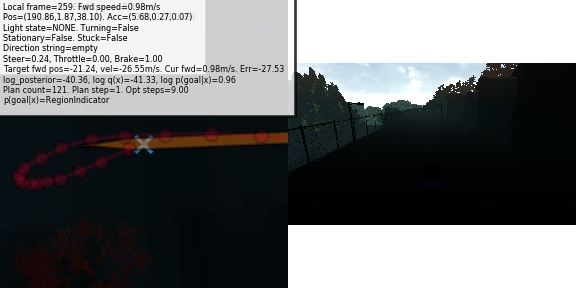 Local frame=259. Fwd speed=0.98m/s
Pos=(190.86,1.87,38.10). Acc=(5.68,0.27,0.07)
Light state=NONE. Turning=False
Stationary=False. Stuck=False
Direction string=empty
Steer=0.24, Throttle=0.00, Brake=1.00
Target fwd pos=-21.24, vel=-26.55m/s. Cur fwd=0.98m/s. Err=-27.53
log_posterior=-40.36, log q(x)=-41.33, log p(goal|x)=0.96
Plan count=121. Plan step=1. Opt steps=9.00
p(goal|x)=RegionIndicator